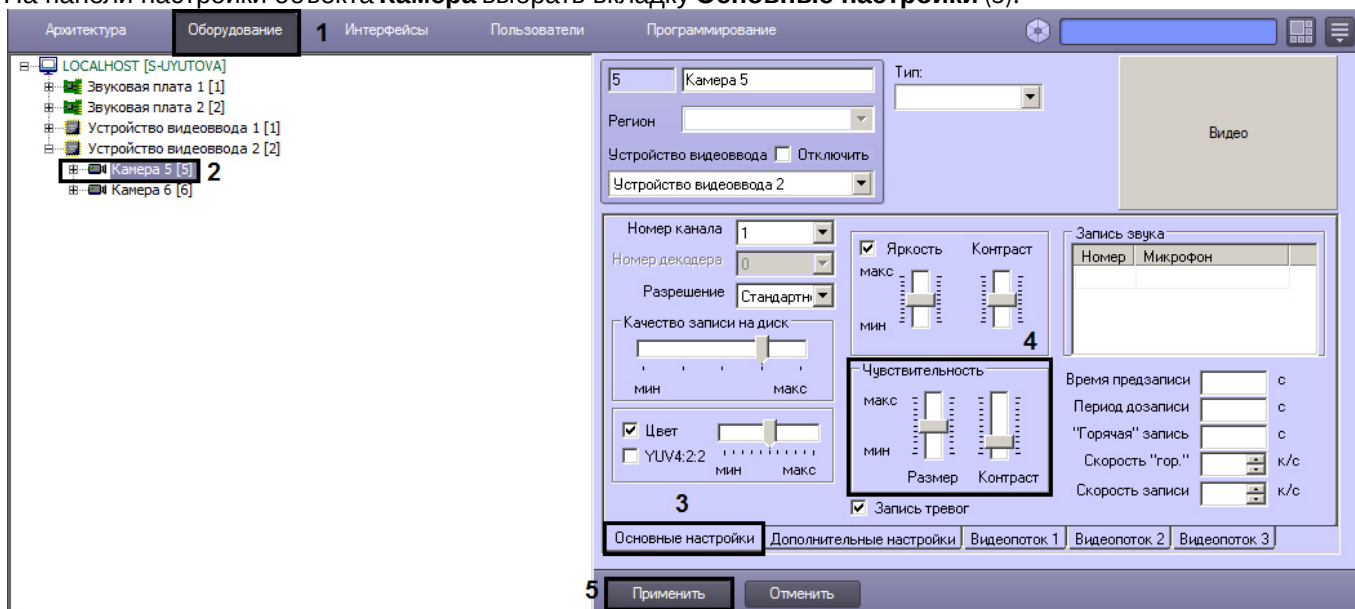 На панели настройки объекта Камера выбрать вкладку Основные настройки (3).
Архитектура Оборудование 1 Интерфейсы Пользователи Программирование
LOCALHOST [S-UYUTOVA]
Звуковая плата 1 [1]
Звуковая плата 2 [2]
Устройство видеоввода 1 [1]
Устройство видеоввода 2 [2]
Камера 5 [5] 2
Камера 6 [6]
5 Камера 5
Тип:
Регион
Устройство видеоввода Отключить
Устройство видеоввода 2
Видео
Номер канала 1
Номер декодера 0
Разрешение Стандартн
Качество записи на диск
мин макс
Цвет
YUV4:2:2
мин макс
3
Яркость Контраст
макс
мин
4
Чувствительность
макс
мин
Размер Контраст
Запись тревог
Запись звука
Номер Микрофон
Время предзаписи с
Период дозаписи с
"Горячая" запись с
Скорость "гор." к/с
Скорость записи к/с
Основные настройки Дополнительные настройки Видеопоток 1 Видеопоток 2 Видеопоток 3
5 Применить Отменить